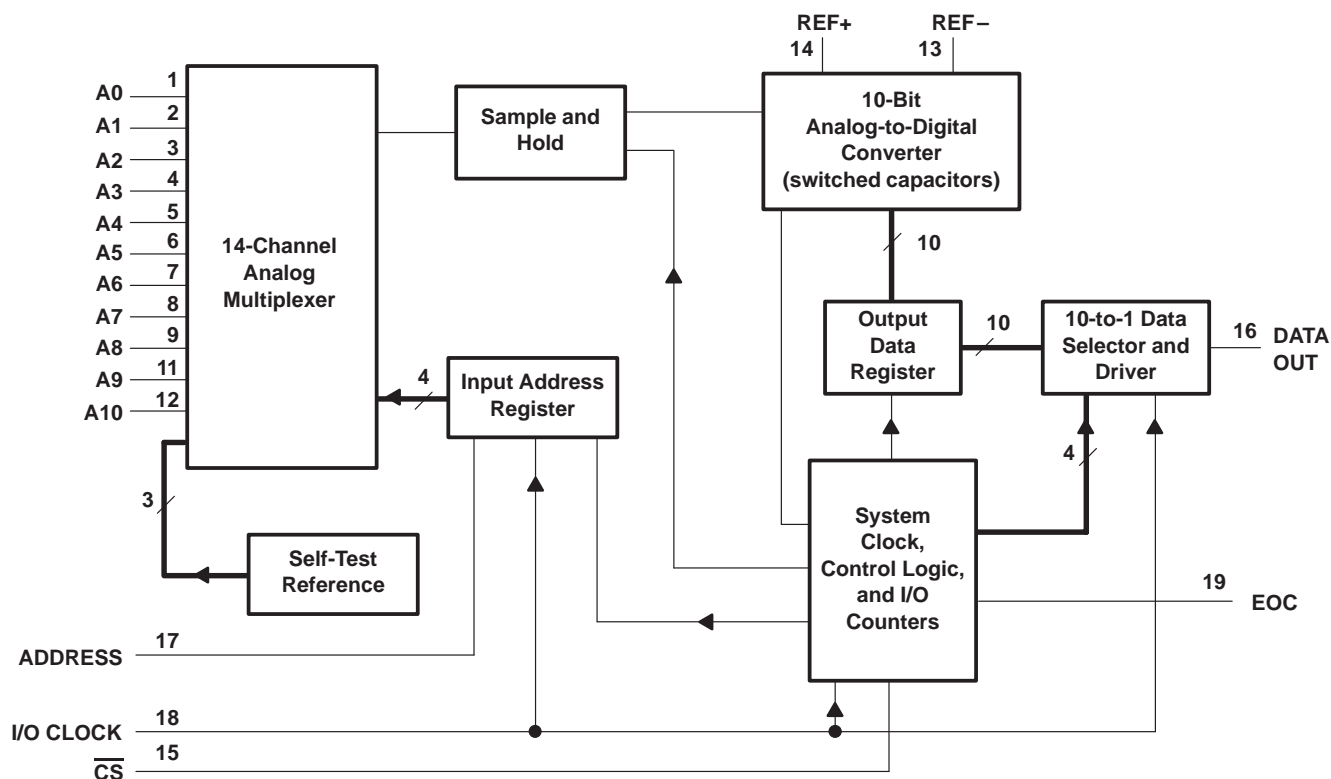 REF+
REF–
14
13
A0
1
A1
2
A2
3
A3
4
A4
5
A5
6
A6
7
A7
8
A8
9
A9
11
A10
12
14-Channel
Analog
Multiplexer
Sample and
Hold
10-Bit
Analog-to-Digital
Converter
(switched capacitors)
10
Output
Data
Register
10
10-to-1 Data
Selector and
Driver
16
DATA
OUT
4
Input Address
Register
4
3
Self-Test
Reference
System
Clock,
Control Logic,
and I/O
Counters
19
EOC
ADDRESS
17
I/O CLOCK
18
C̅S̅
15